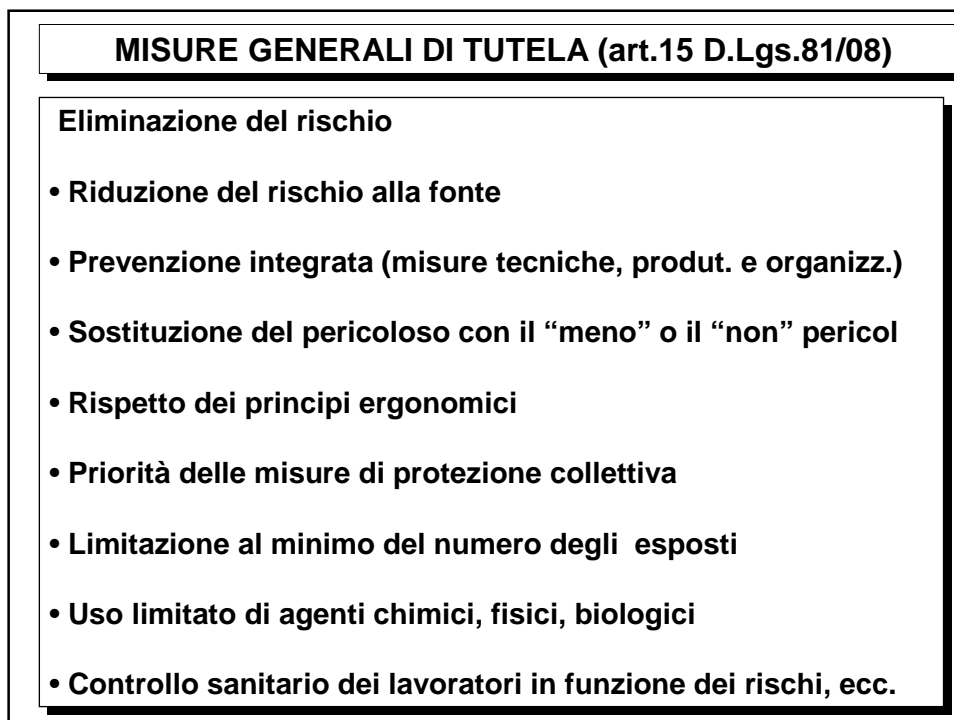 MISURE GENERALI DI TUTELA (art.15 D.Lgs.81/08)
Eliminazione del rischio
• Riduzione del rischio alla fonte
• Prevenzione integrata (misure tecniche, produt. e organizz.)
• Sostituzione del pericoloso con il “meno” o il “non” pericol
• Rispetto dei principi ergonomici
• Priorità delle misure di protezione collettiva
• Limitazione al minimo del numero degli  esposti
• Uso limitato di agenti chimici, fisici, biologici
• Controllo sanitario dei lavoratori in funzione dei rischi, ecc.